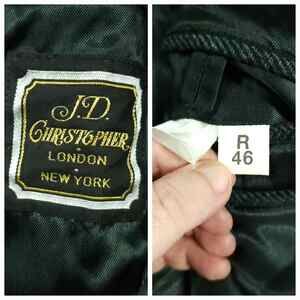 J.D.
CHRISTOPHER
LONDON
NEW YORK
R
46